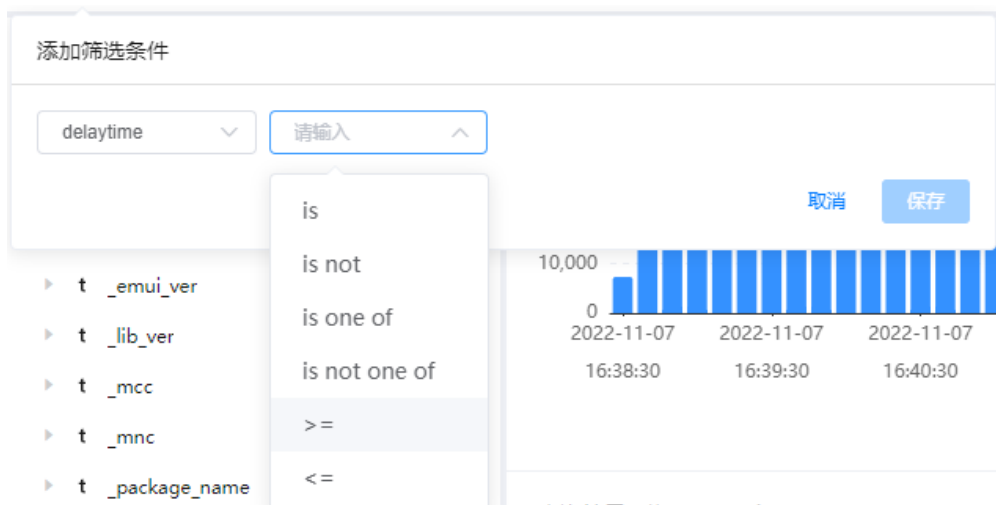 添加筛选条件
delaytime
请输入
取消
保存
is
is not
is one of
is not one of
>=
<=
_emui_ver
t
_lib_ver
t
_mcc
t
_mnc
t
_package_name
t
10,000
0
2022-11-07 2022-11-07 2022-11-07
16:38:30 16:39:30 16:40:30